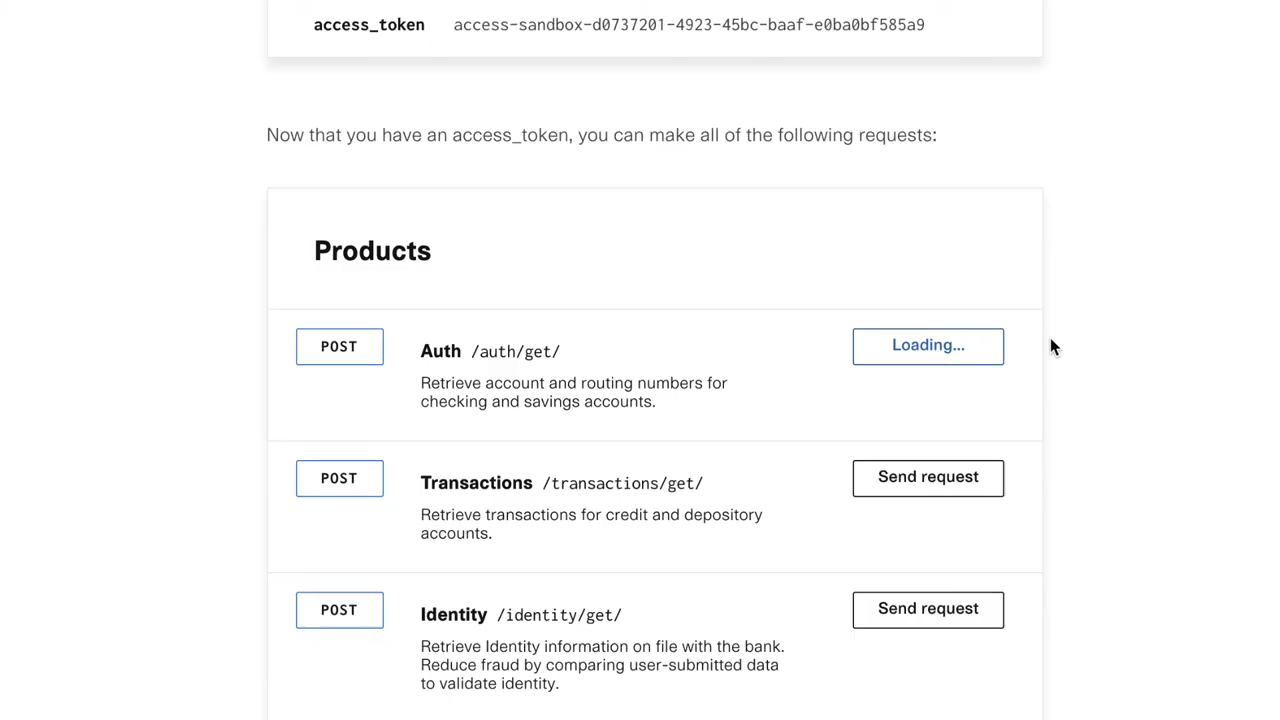 access_token access-sandbox-d0737201-4923-45bc-baaf-e0ba0bf585a9
Now that you have an access_token, you can make all of the following requests:
Products
POST Auth /auth/get/ Loading...
Retrieve account and routing numbers for
checking and savings accounts.
POST Transactions /transactions/get/ Send request
Retrieve transactions for credit and depository
accounts.
POST Identity /identity/get/ Send request
Retrieve Identity information on file with the bank.
Reduce fraud by comparing user-submitted data
to validate identity.